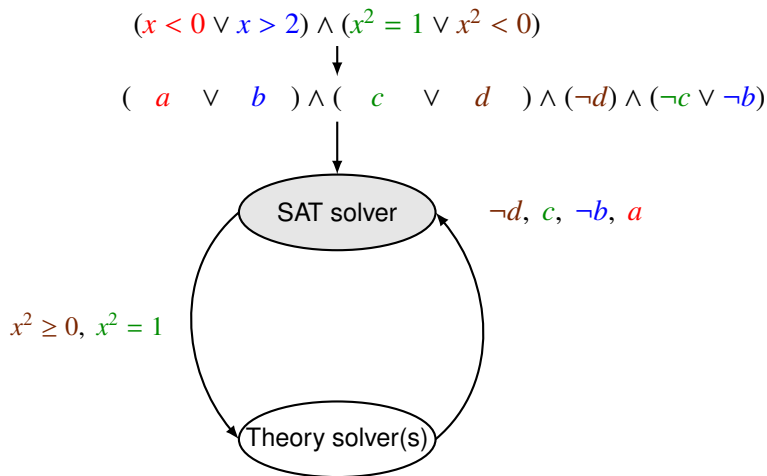 (x < 0 ∨ x > 2) ∧ (x² = 1 ∨ x² < 0)
( a ∨ b ) ∧ ( c ∨ d ) ∧ (¬d) ∧ (¬c ∨ ¬b)
SAT solver
¬d, c, ¬b, a
x² ≥ 0, x² = 1
Theory solver(s)